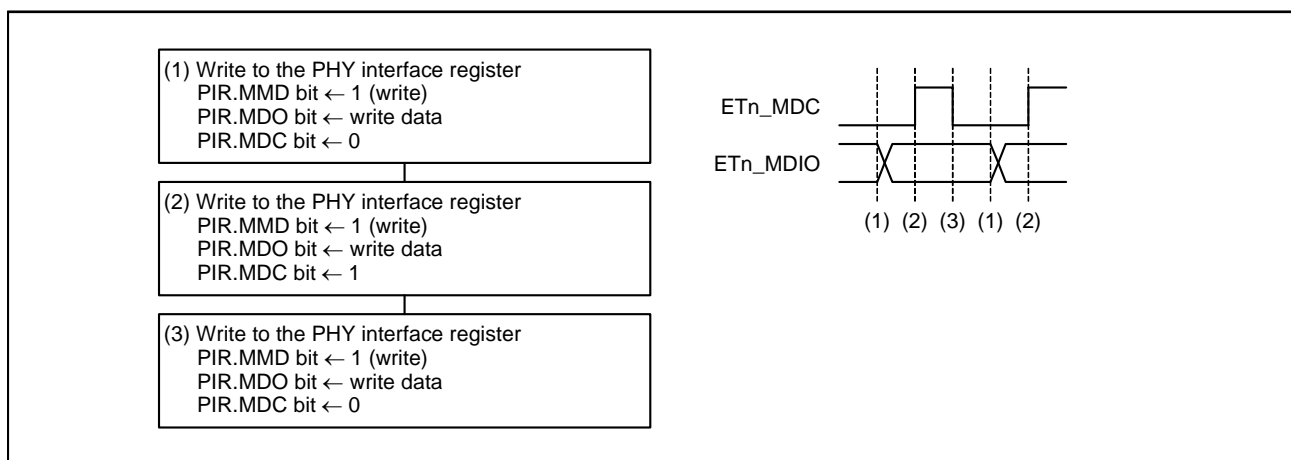 (1) Write to the PHY interface register
PIR.MMD bit ← 1 (write)
PIR.MDO bit ← write data
PIR.MDC bit ← 0
(2) Write to the PHY interface register
PIR.MMD bit ← 1 (write)
PIR.MDO bit ← write data
PIR.MDC bit ← 1
(3) Write to the PHY interface register
PIR.MMD bit ← 1 (write)
PIR.MDO bit ← write data
PIR.MDC bit ← 0
ETn_MDC
ETn_MDIO
(1) (2) (3) (1) (2)